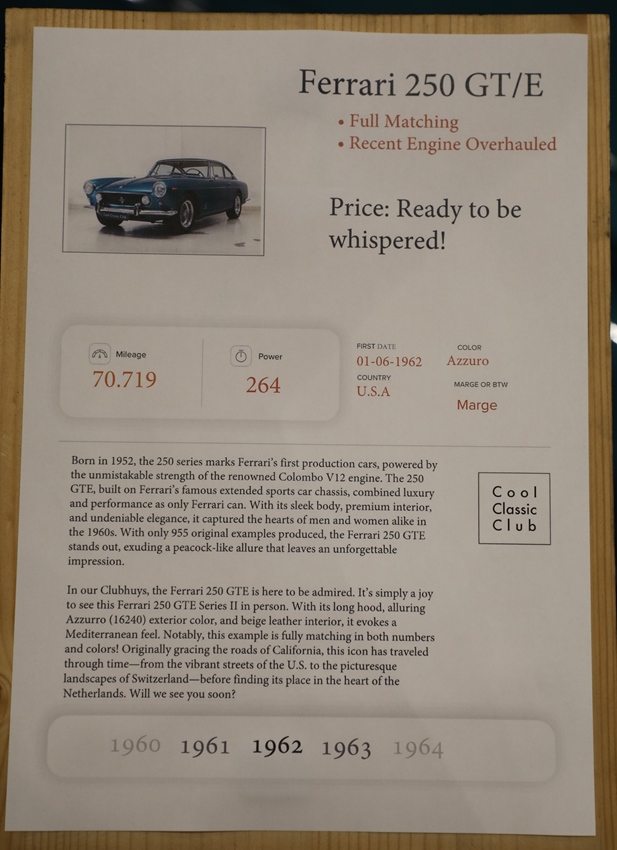 Ferrari 250 GT/E
• Full Matching
• Recent Engine Overhauled
Price: Ready to be
whispered!
Mileage
70.719
Power
264
FIRST DATE
01-06-1962
COLOR
Azzuro
COUNTRY
U.S.A
MARGE OR BTW
Marge
Born in 1952, the 250 series marks Ferrari's first production cars, powered by
the unmistakable strength of the renowned Colombo V12 engine. The 250
GTE, built on Ferrari's famous extended sports car chassis, combined luxury
and performance as only Ferrari can. With its sleek body, premium interior,
and undeniable elegance, it captured the hearts of men and women alike in
the 1960s. With only 955 original examples produced, the Ferrari 250 GTE
stands out, exuding a peacock-like allure that leaves an unforgettable
impression.
Cool
Classic
Club
In our Clubhuys, the Ferrari 250 GTE is here to be admired. It's simply a joy
to see this Ferrari 250 GTE Series II in person. With its long hood, alluring
Azzurro (16240) exterior color, and beige leather interior, it evokes a
Mediterranean feel. Notably, this example is fully matching in both numbers
and colors! Originally gracing the roads of California, this icon has traveled
through time—from the vibrant streets of the U.S. to the picturesque
landscapes of Switzerland—before finding its place in the heart of the
Netherlands. Will we see you soon?
1960 1961 1962 1963 1964